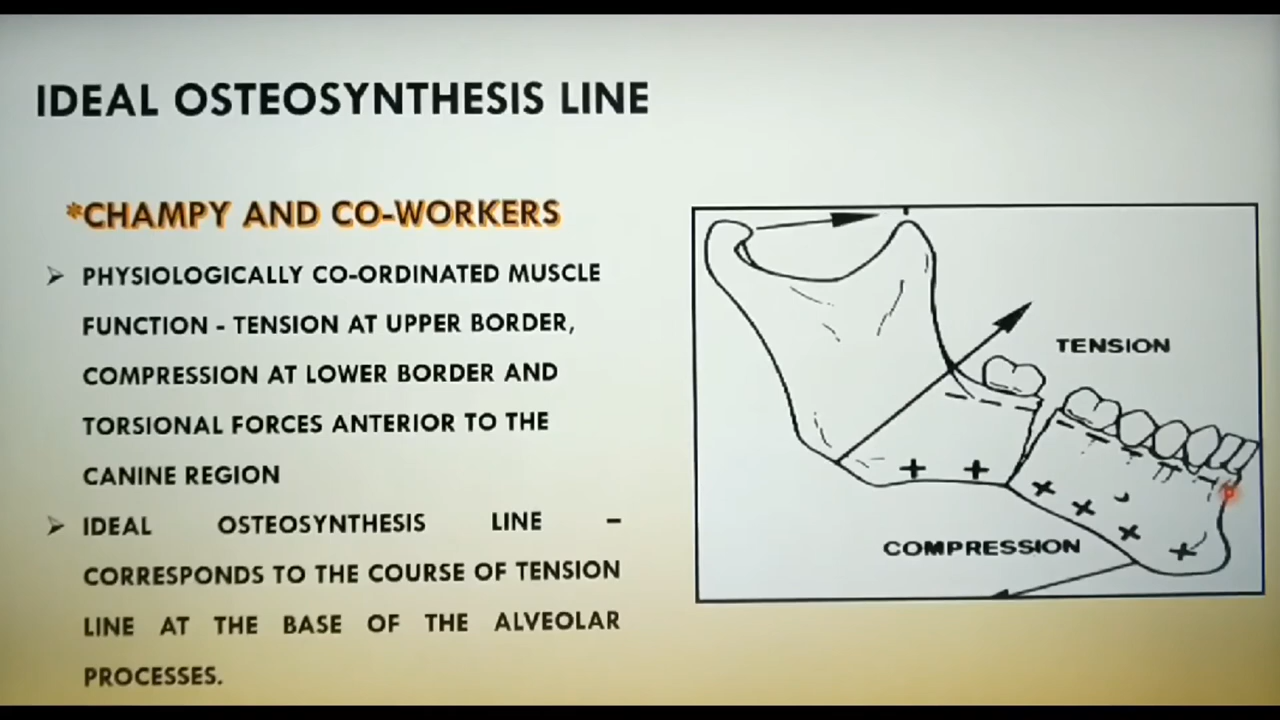 IDEAL OSTEOSYNTHESIS LINE
*CHAMPY AND CO-WORKERS
➢ PHYSIOLOGICALLY CO-ORDINATED MUSCLE
FUNCTION - TENSION AT UPPER BORDER,
COMPRESSION AT LOWER BORDER AND
TORSIONAL FORCES ANTERIOR TO THE
CANINE REGION
➢ IDEAL OSTEOSYNTHESIS LINE –
CORRESPONDS TO THE COURSE OF TENSION
LINE AT THE BASE OF THE ALVEOLAR
PROCESSES.
TENSION
COMPRESSION